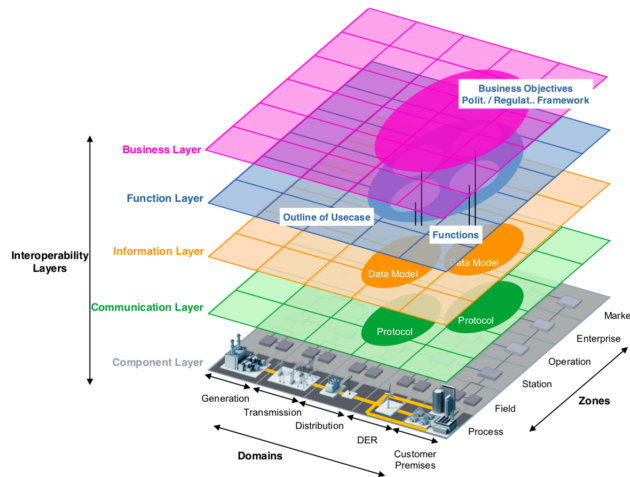 Business Objectives
Polit. / Regulat.. Framework
Business Layer
Function Layer
Outline of Usecase
Functions
Interoperability
Layers
Information Layer
Data Model
Data Model
Communication Layer
Protocol
Protocol
Component Layer
Market
Enterprise
Operation
Station
Field
Process
Zones
Generation
Transmission
Distribution
DER
Customer
Premises
Domains